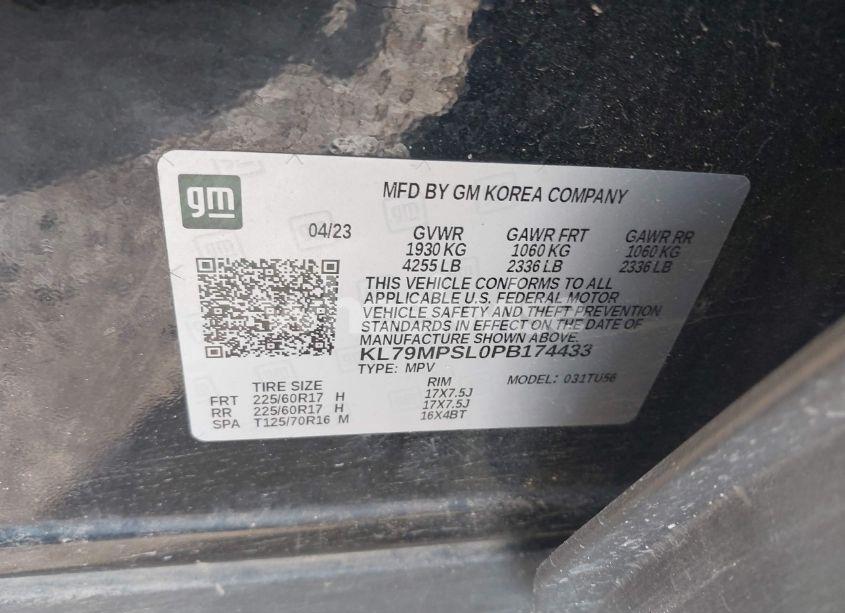 gm
MFD BY GM KOREA COMPANY
04/23 GVWR GAWR FRT GAWR RR
1930 KG 1060 KG 1060 KG
4255 LB 2336 LB 2336 LB
THIS VEHICLE CONFORMS TO ALL
APPLICABLE U.S. FEDERAL MOTOR
VEHICLE SAFETY AND THEFT PREVENTION
STANDARDS IN EFFECT ON THE DATE OF
MANUFACTURE SHOWN ABOVE.
KL79MPSL0PB174433
TYPE: MPV MODEL: 031TU56
TIRE SIZE RIM
FRT 225/60R17 H 17X7.5J
RR 225/60R17 H 17X7.5J
SPA T125/70R16 M 16X4BT